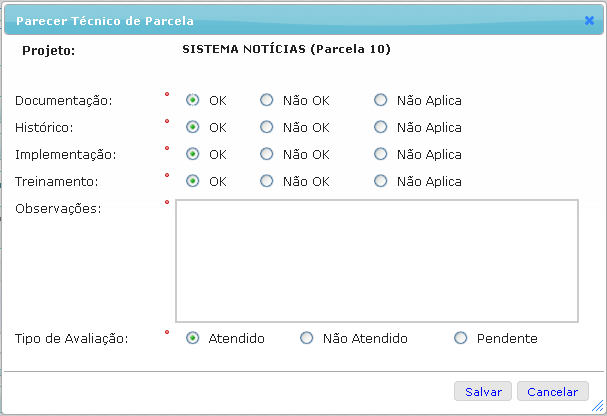 Parecer Técnico de Parcela
Projeto: SISTEMA NOTÍCIAS (Parcela 10)
Documentação: * OK Não OK Não Aplica
Histórico: * OK Não OK Não Aplica
Implementação: * OK Não OK Não Aplica
Treinamento: * OK Não OK Não Aplica
Observações: *
Tipo de Avaliação: * Atendido Não Atendido Pendente
Salvar Cancelar